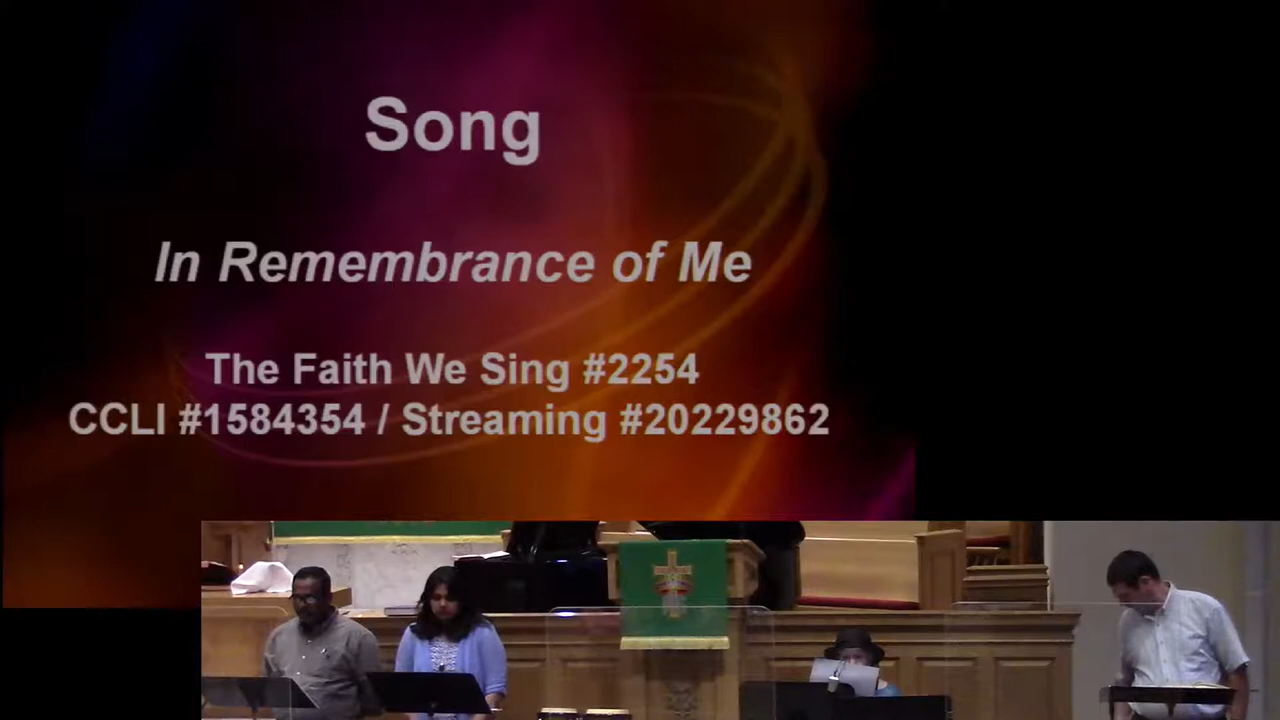 Song
In Remembrance of Me
The Faith We Sing #2254
CCLI #1584354 / Streaming #20229862